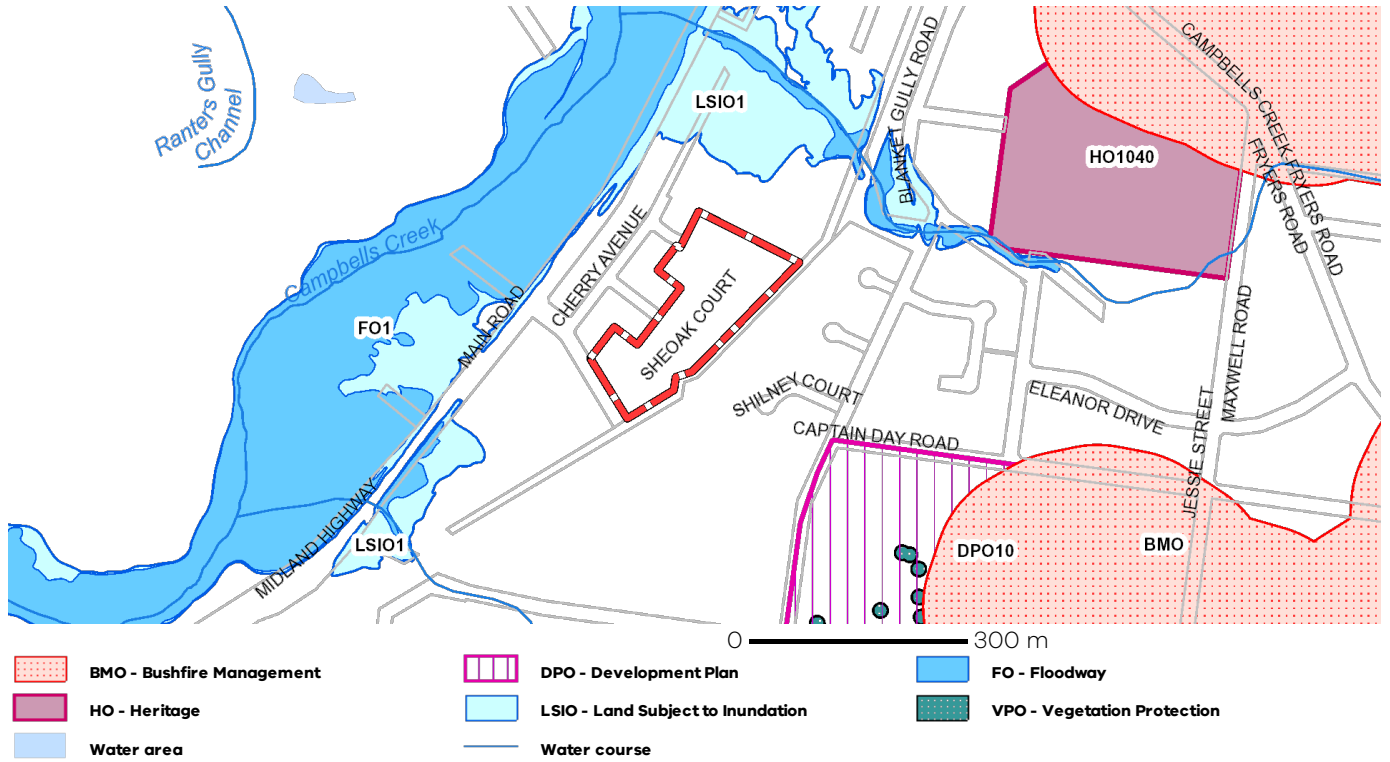 Ranters Gully
Channel
LSIO1
BLANKET GULLY ROAD
CAMPBELLS CREEK-FRYERS ROAD
FRYERS ROAD
HO1040
Campbells Creek
CHERRY AVENUE
SHEOAK COURT
FO1
MAIN ROAD
SHILNEY COURT
ELEANOR DRIVE
MAXWELL ROAD
CAPTAIN DAY ROAD
JESSIE STREET
MIDLAND HIGHWAY
LSIO1
DPO10
BMO
0 300 m
BMO - Bushfire Management
DPO - Development Plan
FO - Floodway
HO - Heritage
LSIO - Land Subject to Inundation
VPO - Vegetation Protection
Water area
Water course